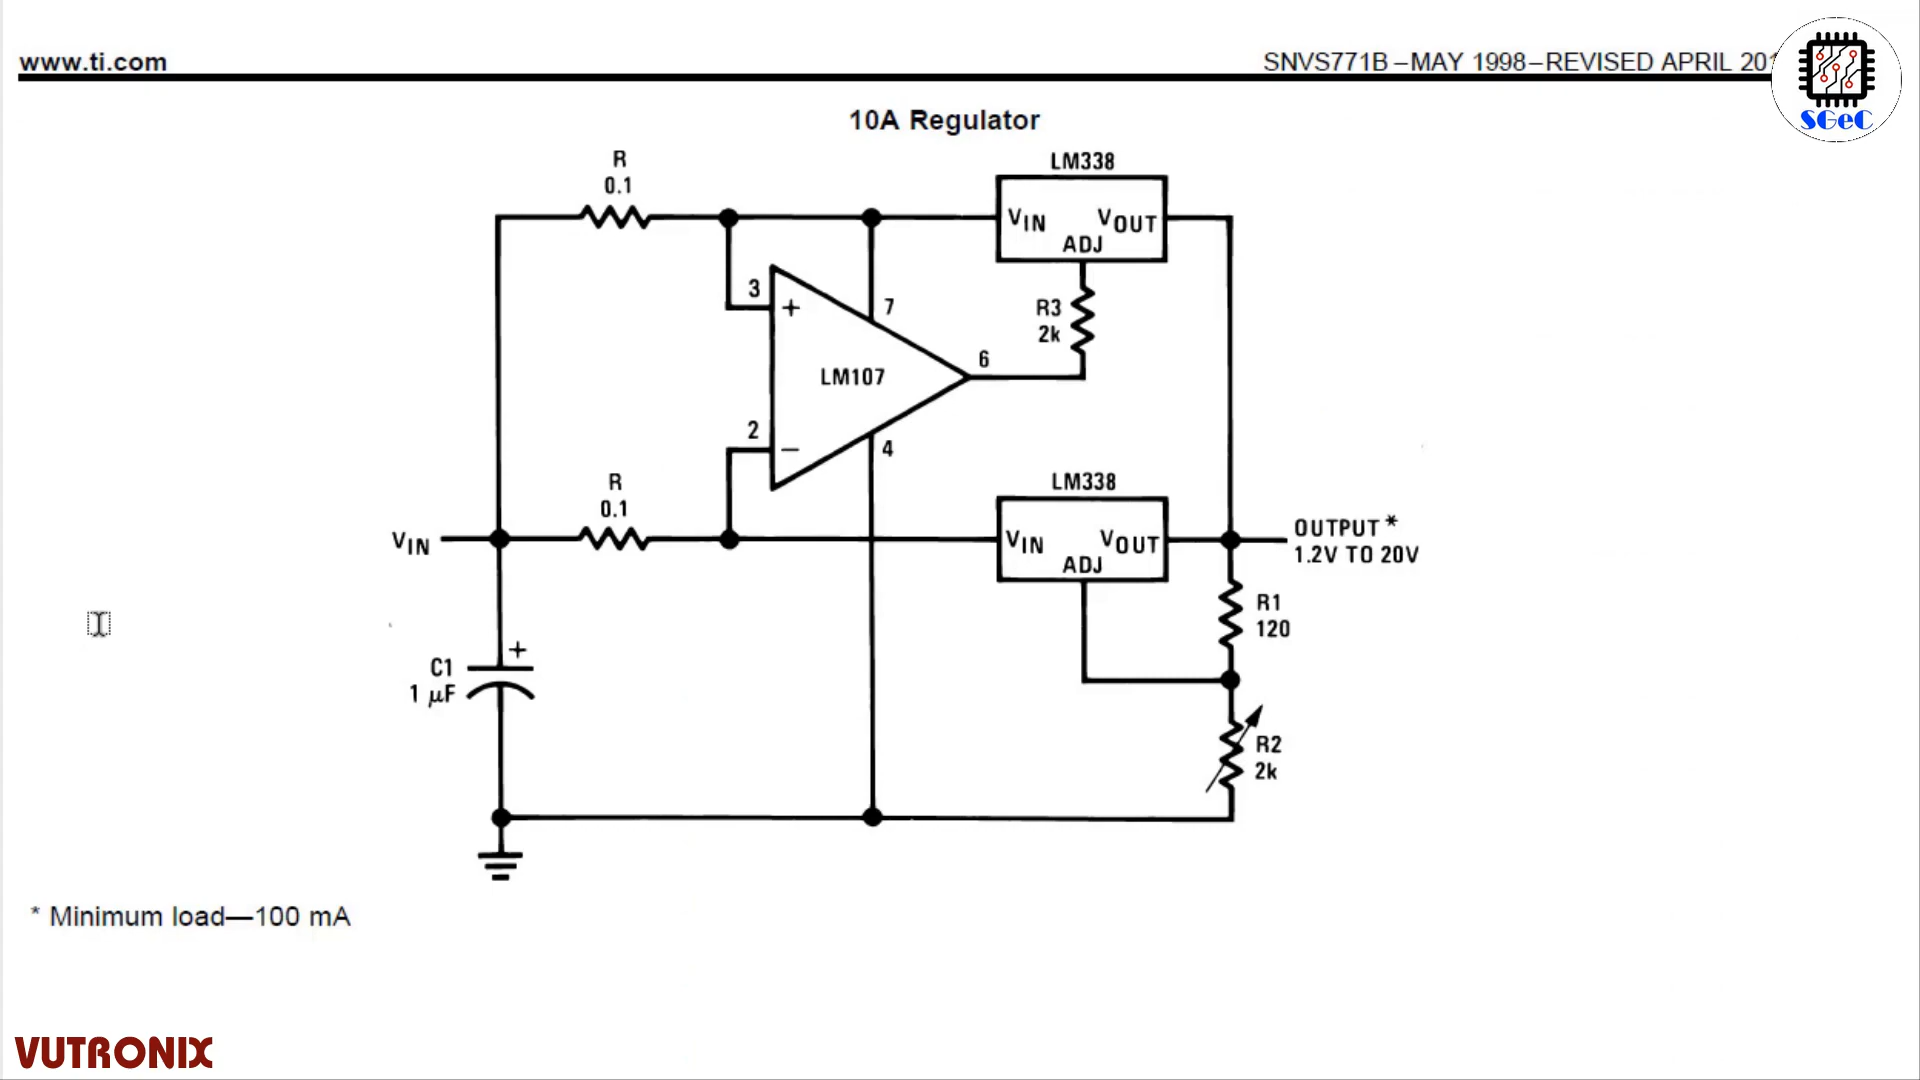 www.ti.com
SNVS771B –MAY 1998–REVISED APRIL 201
SGeC
10A Regulator
R
0.1
LM338
VIN
VOUT
ADJ
3
+
7
R3
2k
LM107
6
2
–
4
R
0.1
LM338
VIN
VIN
VOUT
ADJ
OUTPUT*
1.2V TO 20V
R1
120
+
C1
1 µF
R2
2k
* Minimum load—100 mA
VUTRONIX